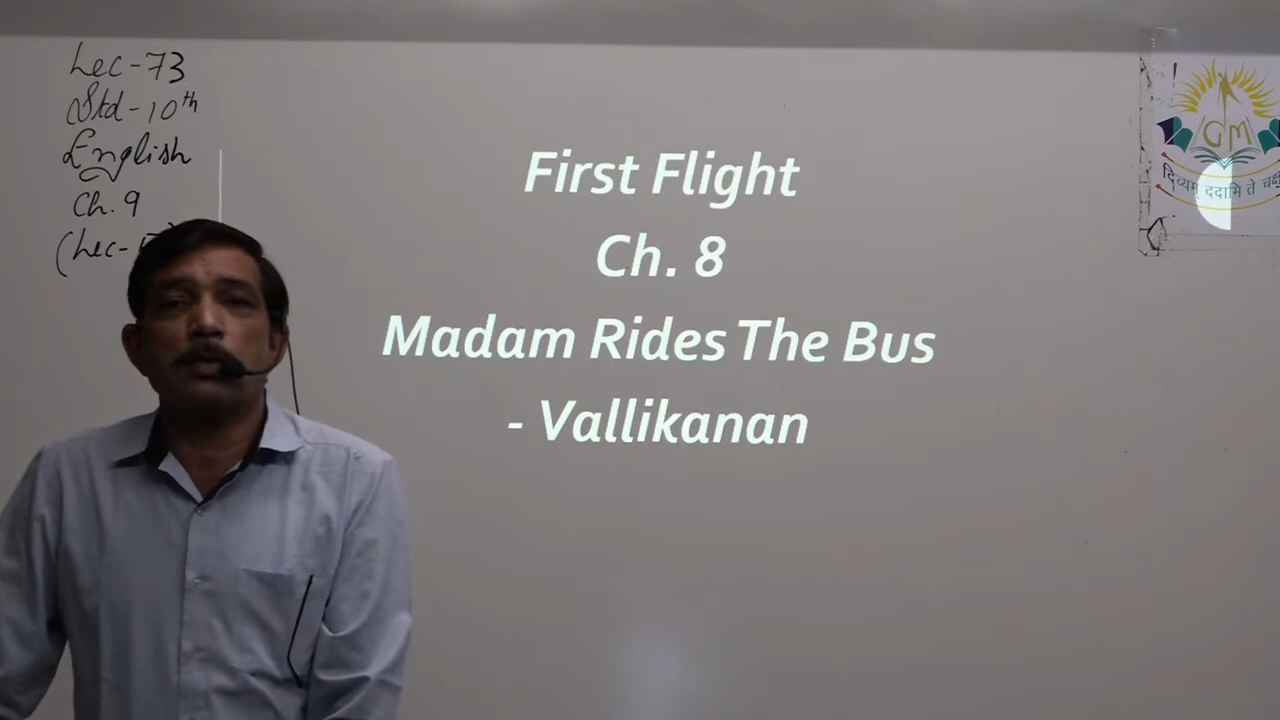 Lec-73
Std-10th
English
Ch. 9
(Lec-
First Flight
Ch. 8
Madam Rides The Bus
- Vallikanan
GM
दिव्यम् ददामि ते